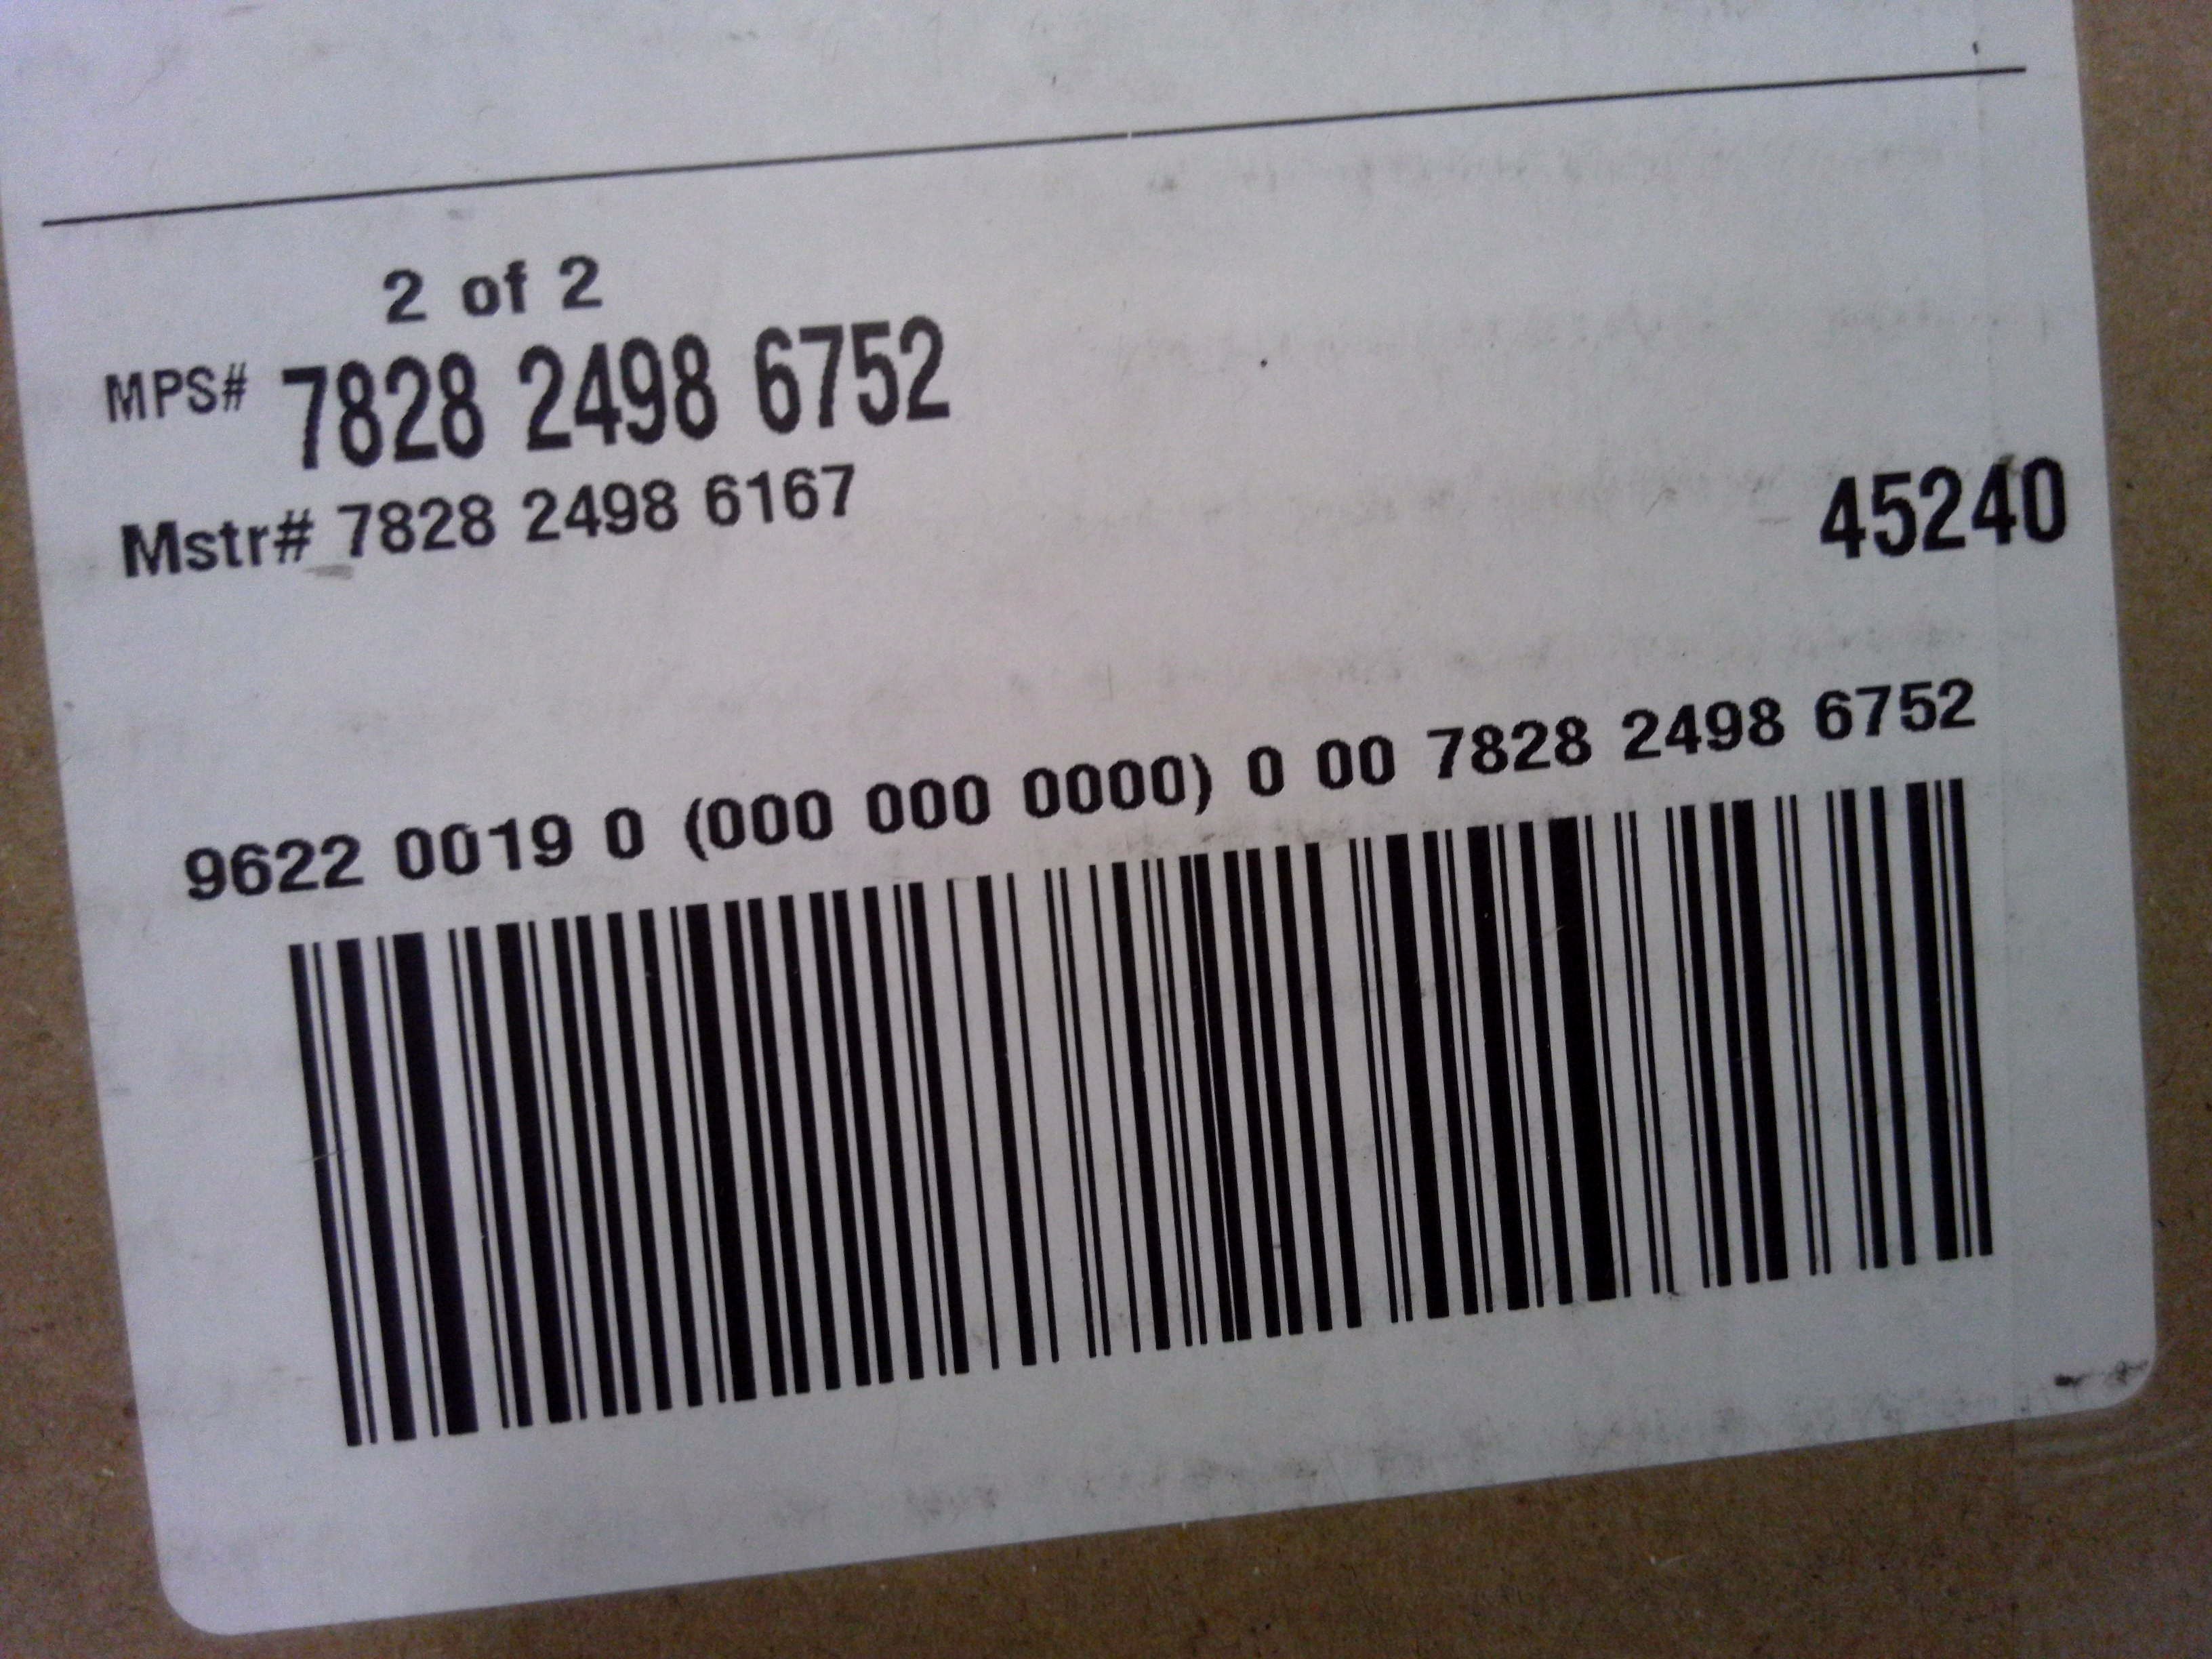 2 of 2
MPS# 7828 2498 6752
Mstr# 7828 2498 6167
45240
9622 0019 0 (000 000 0000) 0 00 7828 2498 6752